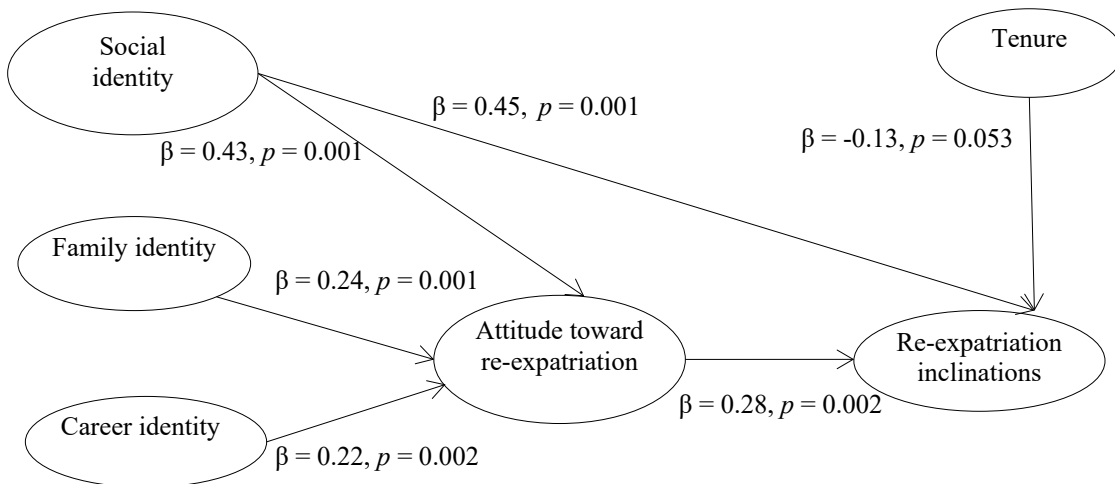 Social
identity
Tenure
β = 0.45, p = 0.001
β = -0.13, p = 0.053
β = 0.43, p = 0.001
Family identity
β = 0.24, p = 0.001
Attitude toward
re-expatriation
Re-expatriation
inclinations
β = 0.28, p = 0.002
Career identity
β = 0.22, p = 0.002